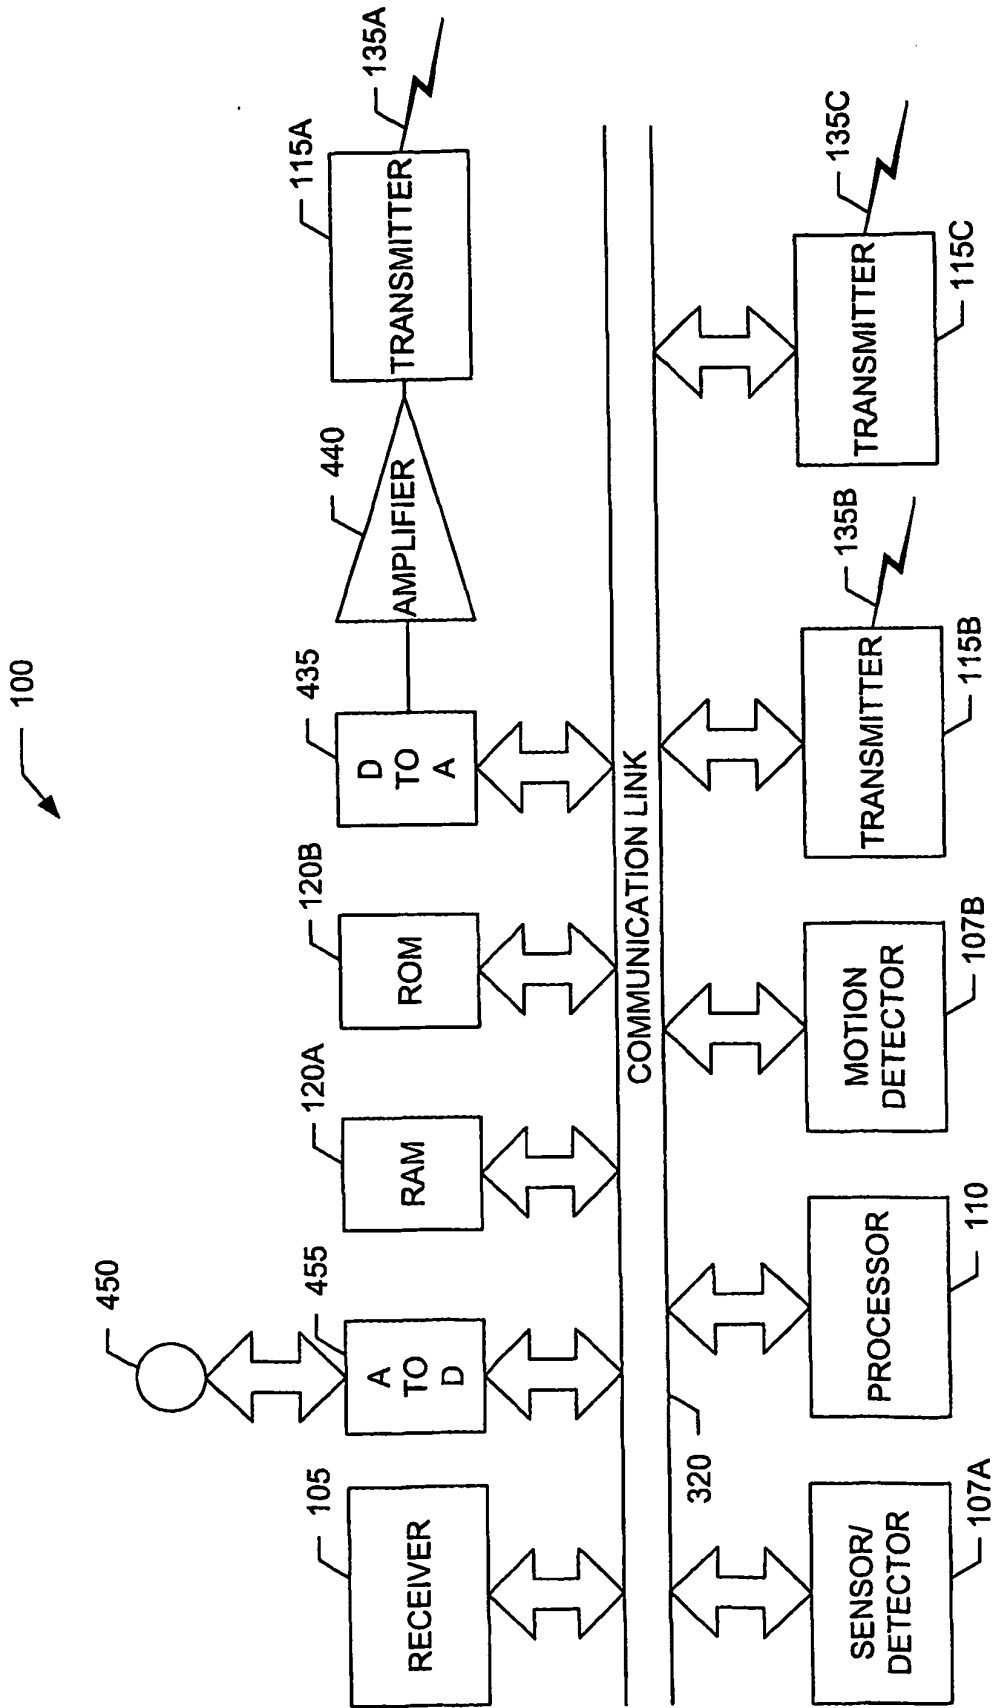 100
450
105
455
120A
120B
435
440
115A
135A
RECEIVER
A
TO
D
RAM
ROM
D
TO
A
AMPLIFIER
TRANSMITTER
COMMUNICATION LINK
320
SENSOR/
DETECTOR
PROCESSOR
MOTION
DETECTOR
TRANSMITTER
135B
TRANSMITTER
135C
107A
110
107B
115B
115C